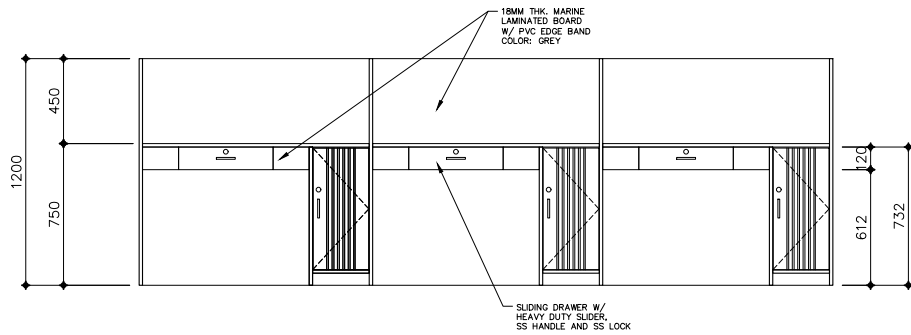 18MM THK. MARINE
LAMINATED BOARD
W/ PVC EDGE BAND
COLOR: GREY
450
1200
750
120
612
732
SLIDING DRAWER W/
HEAVY DUTY SLIDER,
SS HANDLE AND SS LOCK